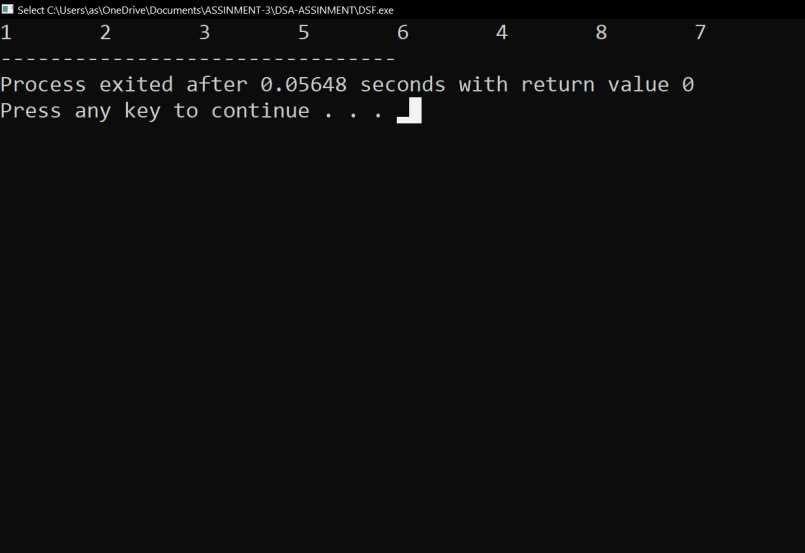 Select C:\Users\as\OneDrive\Documents\ASSINMENT-3\DSA-ASSINMENT\DSF.exe
1 2 3 5 6 4 8 7
--------------------------------
Process exited after 0.05648 seconds with return value 0
Press any key to continue . . .